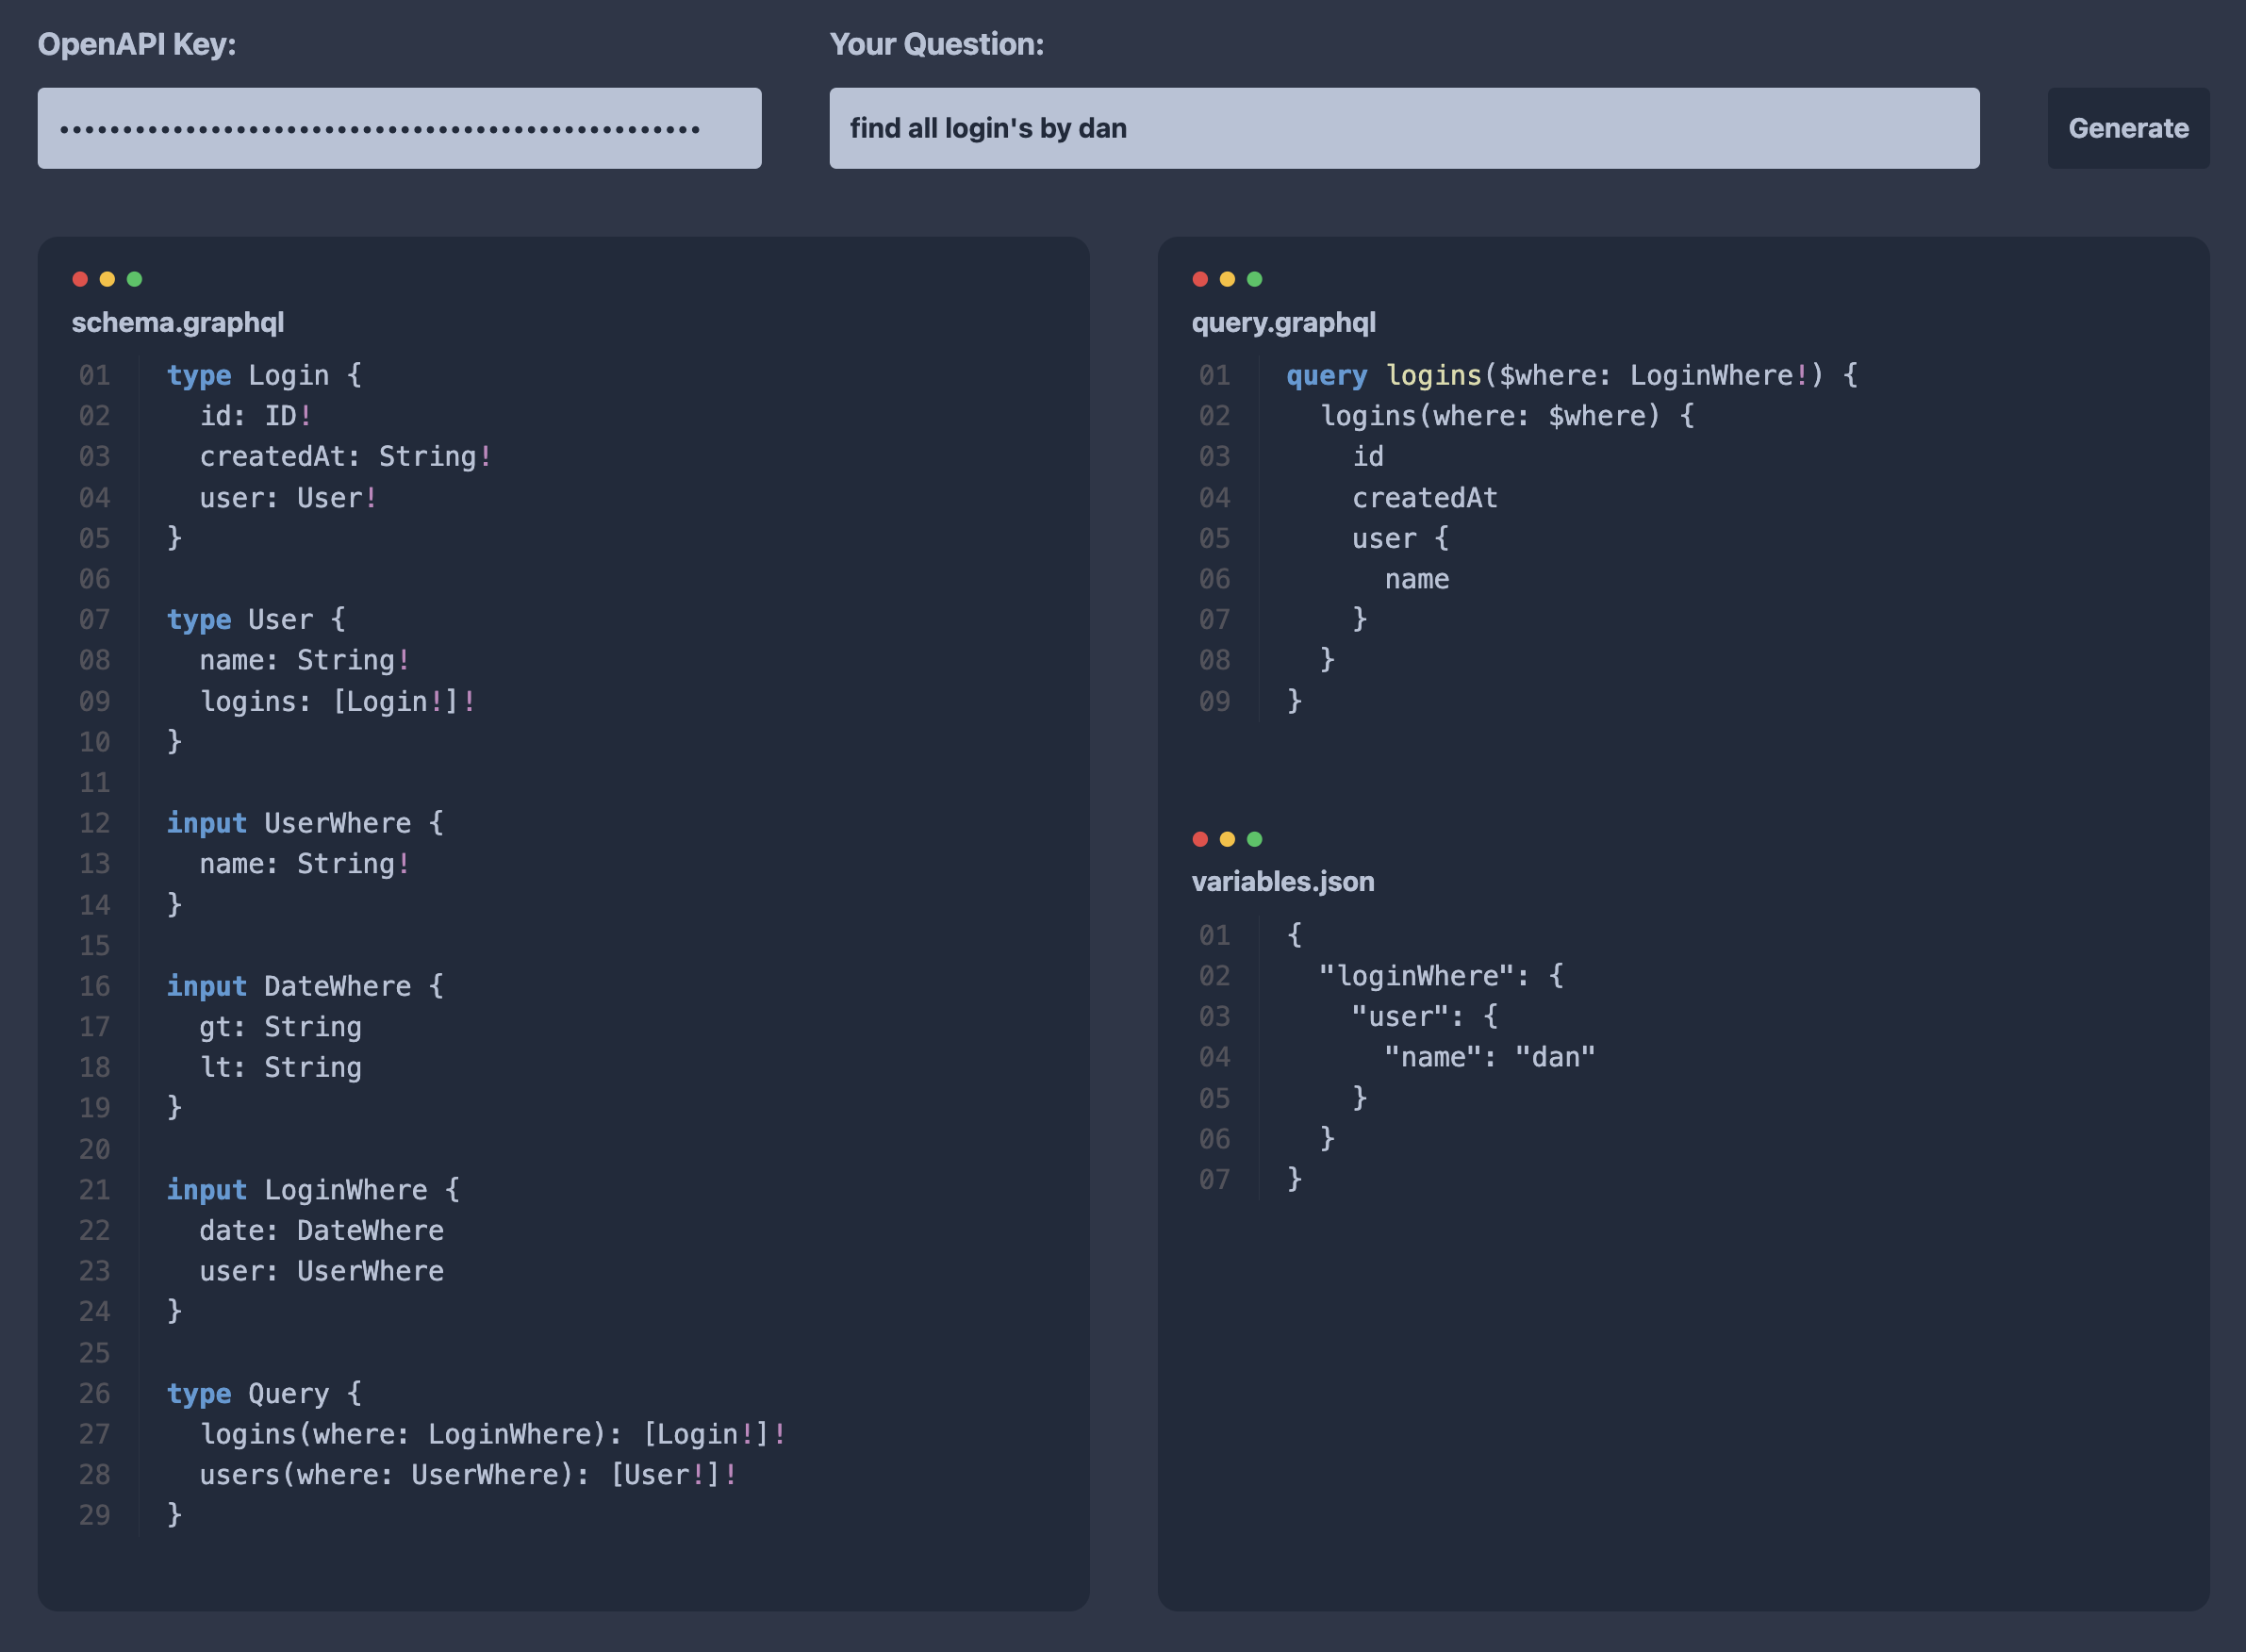 OpenAPI Key:
Your Question:
••••••••••••••••••••••••••••••••••••••••••••••••••• 
find all login's by dan
Generate
schema.graphql
01 type Login {
02   id: ID!
03   createdAt: String!
04   user: User!
05 }
06
07 type User {
08   name: String!
09   logins: [Login!]!
10 }
11
12 input UserWhere {
13   name: String!
14 }
15
16 input DateWhere {
17   gt: String
18   lt: String
19 }
20
21 input LoginWhere {
22   date: DateWhere
23   user: UserWhere
24 }
25
26 type Query {
27   logins(where: LoginWhere): [Login!]!
28   users(where: UserWhere): [User!]!
29 }
query.graphql
01 query logins($where: LoginWhere!) {
02   logins(where: $where) {
03     id
04     createdAt
05     user {
06       name
07     }
08   }
09 }
variables.json
01 {
02   "loginWhere": {
03     "user": {
04       "name": "dan"
05     }
06   }
07 }